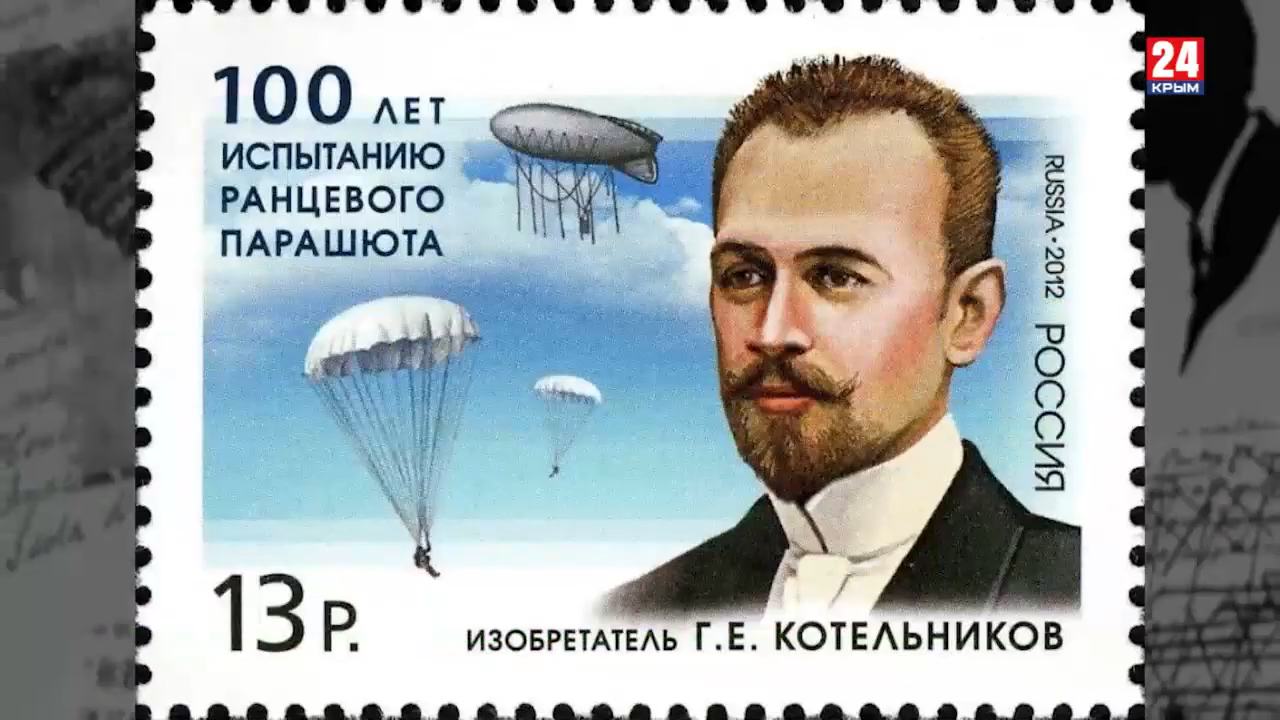 100 ЛЕТ
ИСПЫТАНИЮ
РАНЦЕВОГО
ПАРАШЮТА
24
КРЫМ
RUSSIA • 2012 РОССИЯ
13 Р.
ИЗОБРЕТАТЕЛЬ Г.Е. КОТЕЛЬНИКОВ